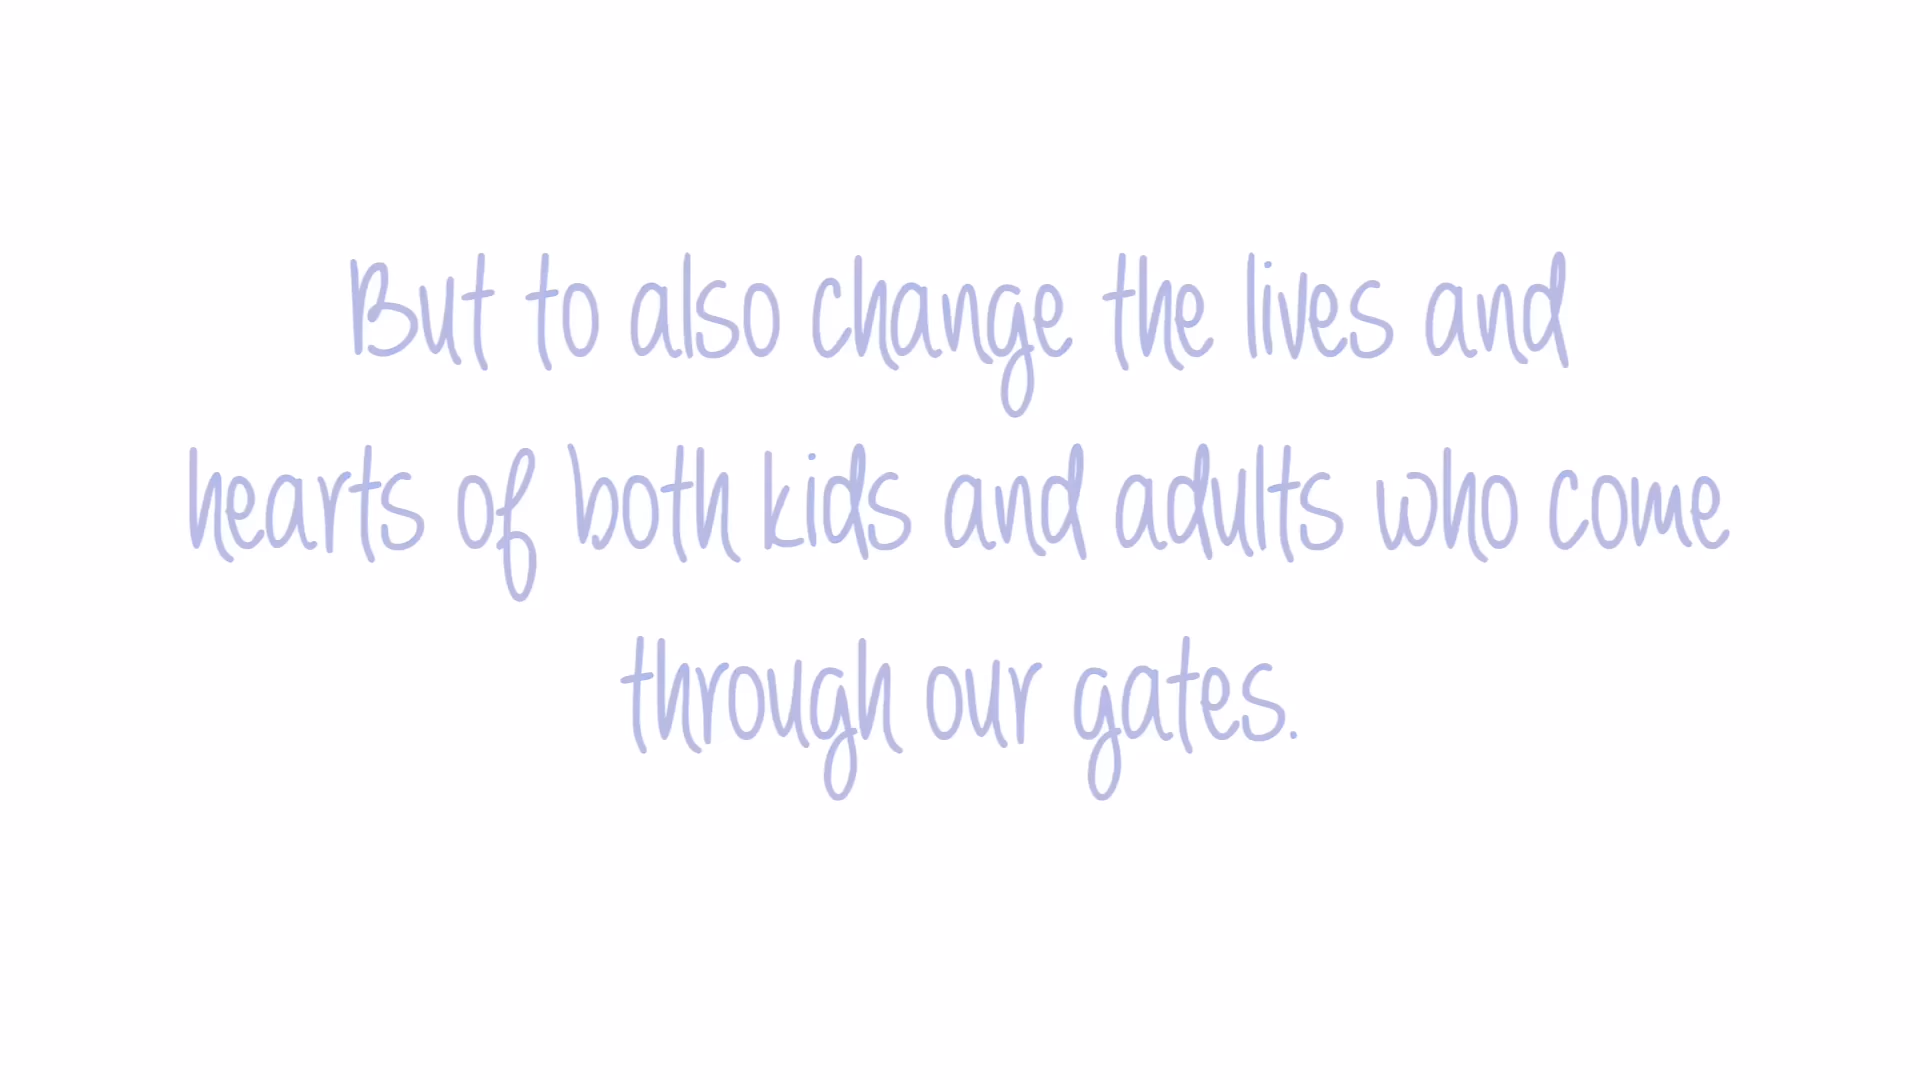 But to also change the lives and
hearts of both kids and adults who come
through our gates.